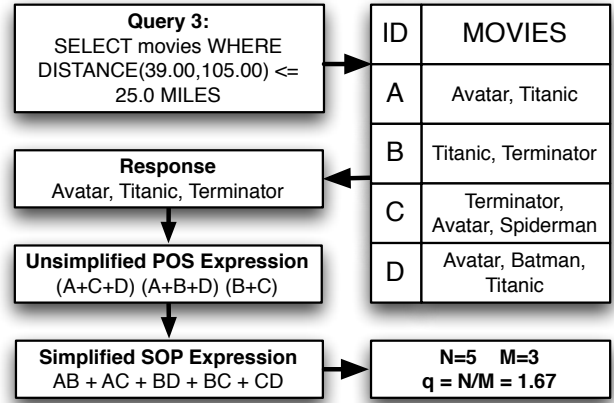 Query 3:
SELECT movies WHERE
DISTANCE(39.00,105.00) <=
25.0 MILES
ID MOVIES
A Avatar, Titanic
B Titanic, Terminator
C Terminator,
Avatar, Spiderman
D Avatar, Batman,
Titanic
Response
Avatar, Titanic, Terminator
Unsimplified POS Expression
(A+C+D) (A+B+D) (B+C)
Simplified SOP Expression
AB + AC + BD + BC + CD
N=5 M=3
q = N/M = 1.67